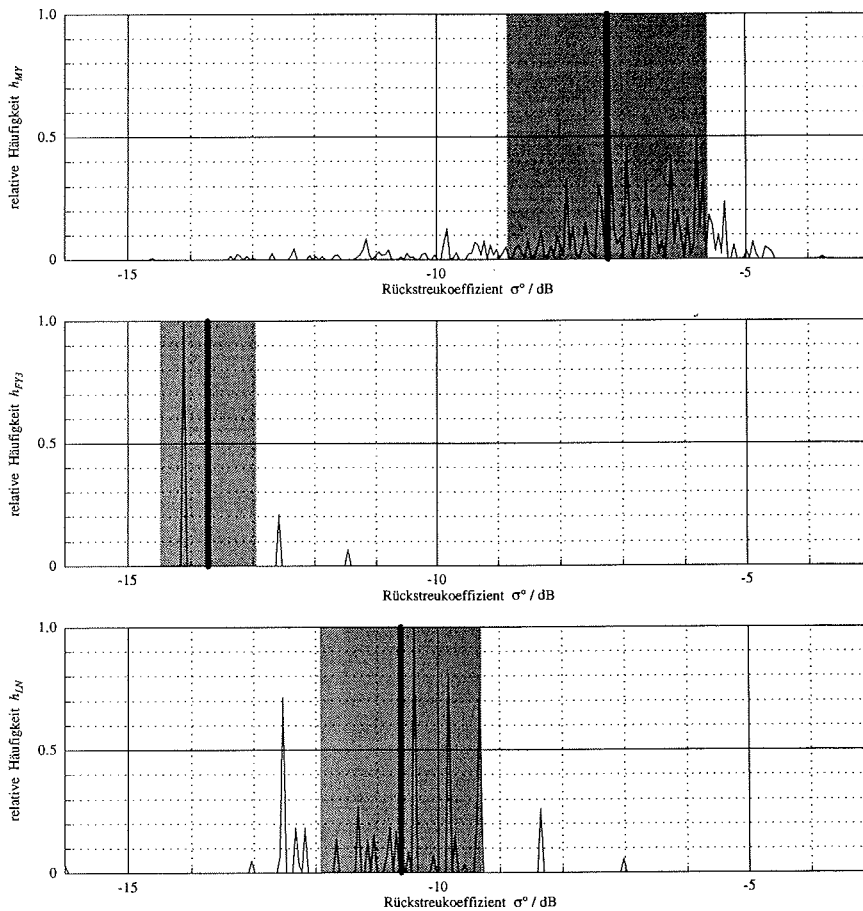 1.0
relative Häufigkeit h_MY
0.5
0
-15 -10 -5
Rückstreukoeffizient σ° / dB
1.0
relative Häufigkeit h_FY3
0.5
0
-15 -10 -5
Rückstreukoeffizient σ° / dB
1.0
relative Häufigkeit h_LN
0.5
0
-15 -10 -5
Rückstreukoeffizient σ° / dB